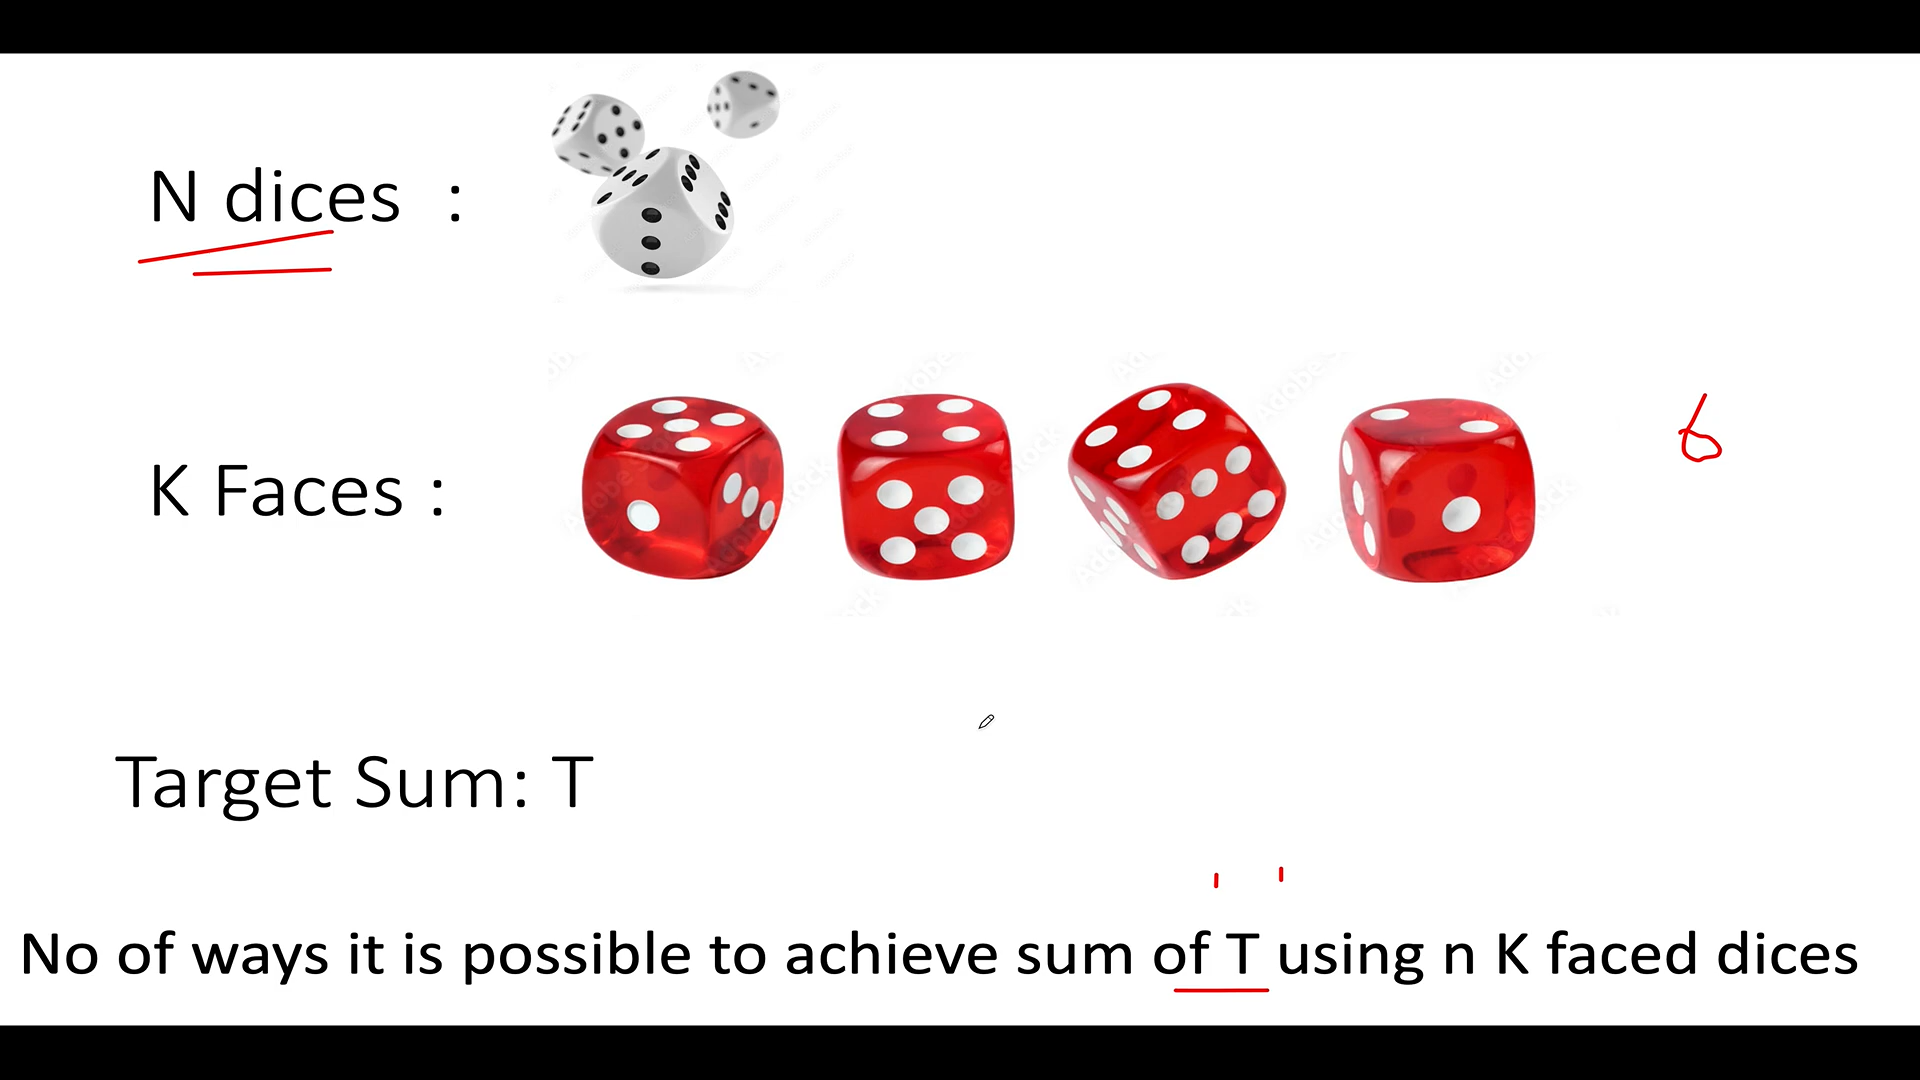 N dices :
K Faces :
6
Target Sum: T
No of ways it is possible to achieve sum of T using n K faced dices